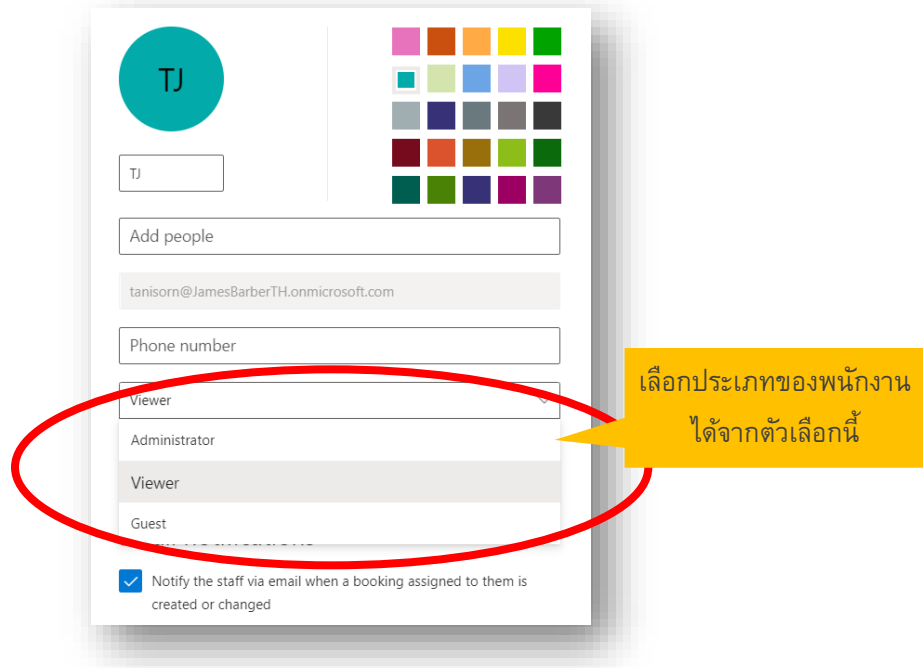 TJ
TJ
Add people
tanisorn@JamesBarberTH.onmicrosoft.com
Phone number
Viewer
Administrator
Viewer
Guest
Notify the staff via email when a booking assigned to them is
created or changed
เลือกประเภทของพนักงาน
ได้จากตัวเลือกนี้